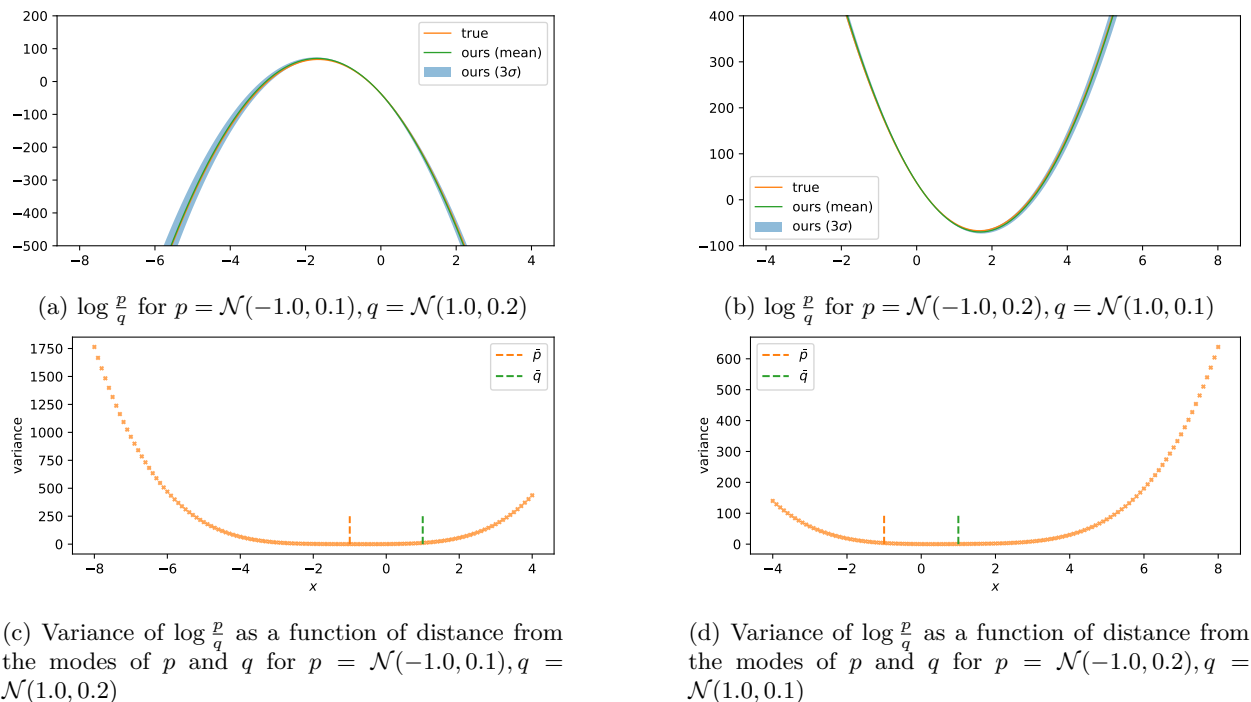 200
100
0
−100
−200
−300
−400
−500
−8 −6 −4 −2 0 2 4
true
ours (mean)
ours (3σ)
(a) log p/q for p = 𝒩(−1.0, 0.1), q = 𝒩(1.0, 0.2)
400
300
200
100
0
−100
−4 −2 0 2 4 6 8
true
ours (mean)
ours (3σ)
(b) log p/q for p = 𝒩(−1.0, 0.2), q = 𝒩(1.0, 0.1)
1750
1500
1250
1000
750
500
250
0
variance
−8 −6 −4 −2 0 2 4
x
p̄
q̄
(c) Variance of log p/q as a function of distance from
the modes of p and q for p = 𝒩(−1.0, 0.1), q =
𝒩(1.0, 0.2)
600
500
400
300
200
100
0
variance
−4 −2 0 2 4 6 8
x
p̄
q̄
(d) Variance of log p/q as a function of distance from
the modes of p and q for p = 𝒩(−1.0, 0.2), q =
𝒩(1.0, 0.1)